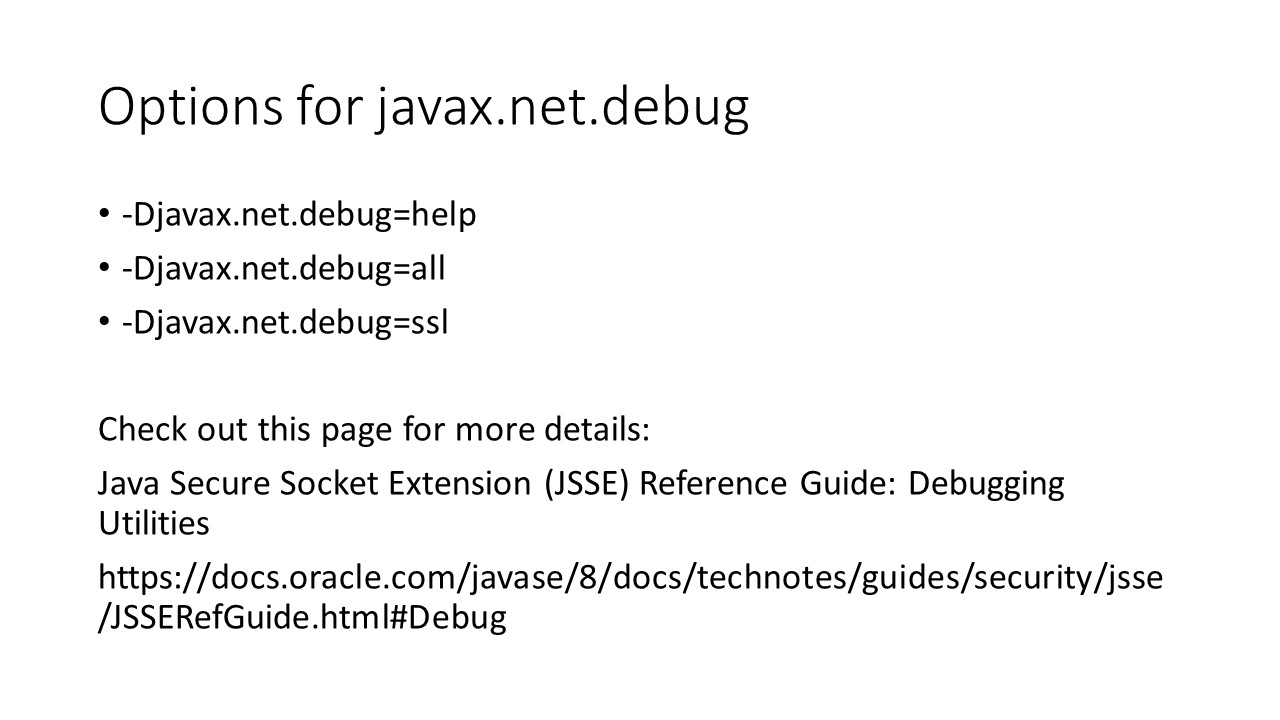 Options for javax.net.debug
• -Djavax.net.debug=help
• -Djavax.net.debug=all
• -Djavax.net.debug=ssl
Check out this page for more details:
Java Secure Socket Extension (JSSE) Reference Guide: Debugging
Utilities
https://docs.oracle.com/javase/8/docs/technotes/guides/security/jsse
/JSSERefGuide.html#Debug